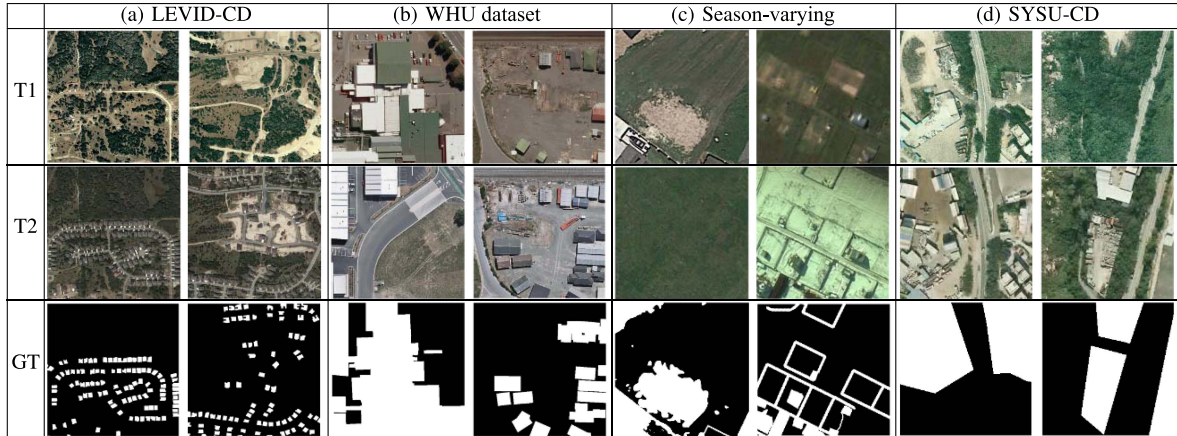 (a) LEVID-CD (b) WHU dataset (c) Season-varying (d) SYSU-CD
T1
T2
GT